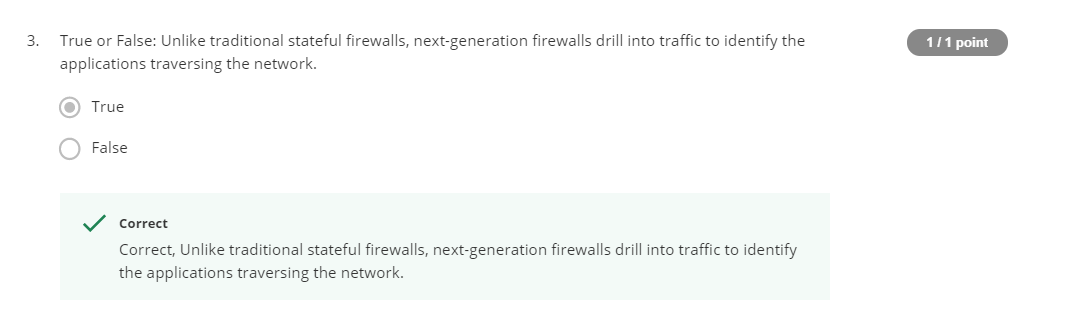 3. True or False: Unlike traditional stateful firewalls, next-generation firewalls drill into traffic to identify the
applications traversing the network.
1 / 1 point
True
False
Correct
Correct, Unlike traditional stateful firewalls, next-generation firewalls drill into traffic to identify
the applications traversing the network.